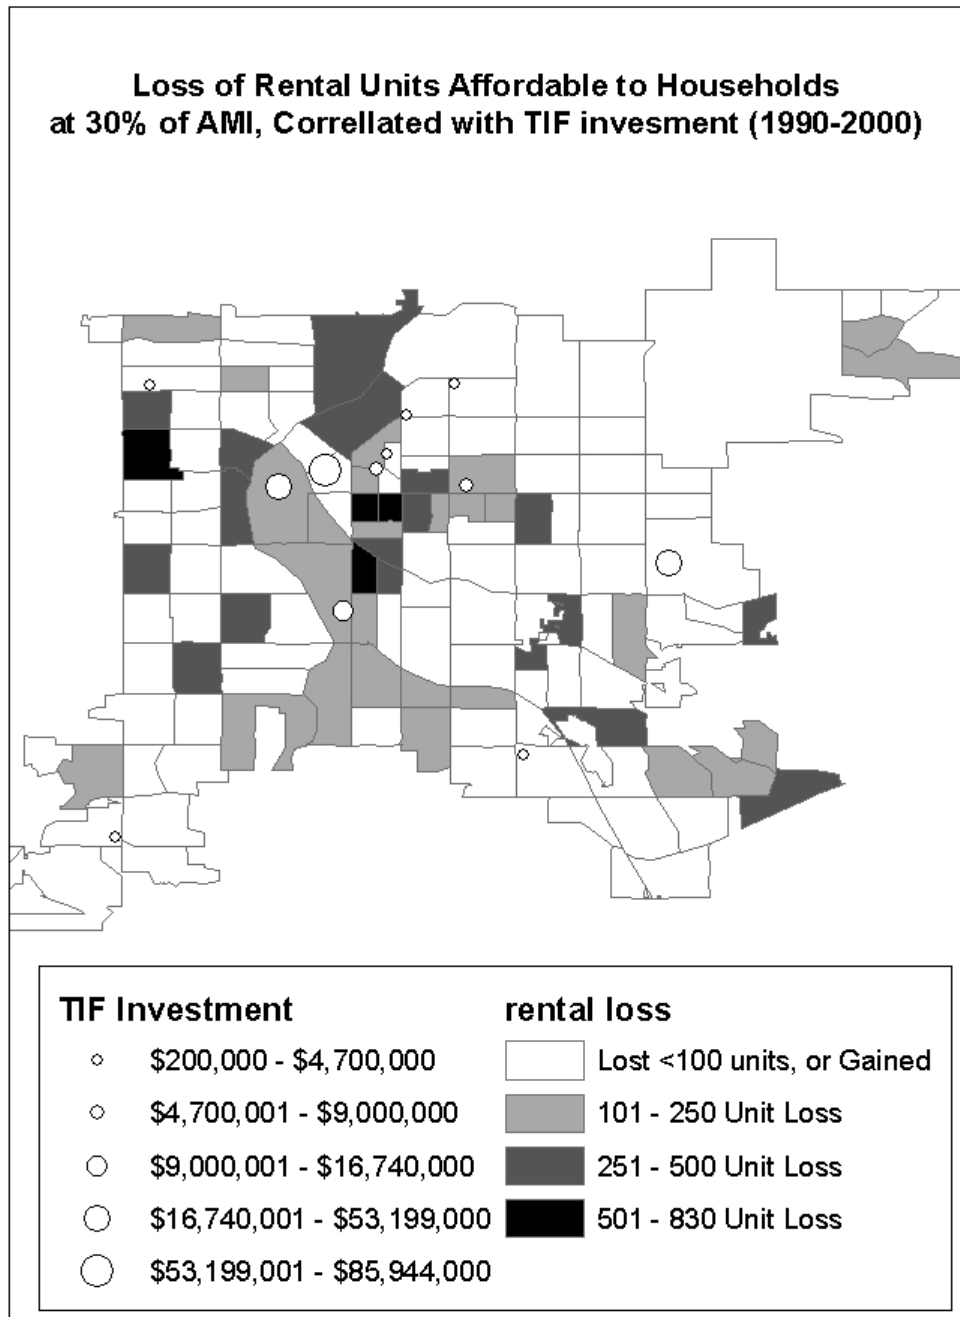 Loss of Rental Units Affordable to Households
at 30% of AMI, Correllated with TIF invesment (1990-2000)
TIF Investment
$200,000 - $4,700,000
$4,700,001 - $9,000,000
$9,000,001 - $16,740,000
$16,740,001 - $53,199,000
$53,199,001 - $85,944,000
rental loss
Lost <100 units, or Gained
101 - 250 Unit Loss
251 - 500 Unit Loss
501 - 830 Unit Loss